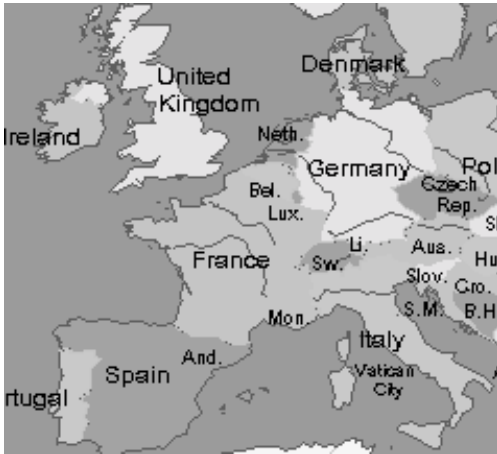 Denmark
United
Kingdom
Ireland
Neth.
Germany
Pol
Czech
Rep.
Bel.
Lux.
Sl
Li.
Aus.
Hu
France
Sw.
Slov.
Cro.
Mon.
S.M.
B.H
Italy
And.
Vatican
City
Spain
rtugal